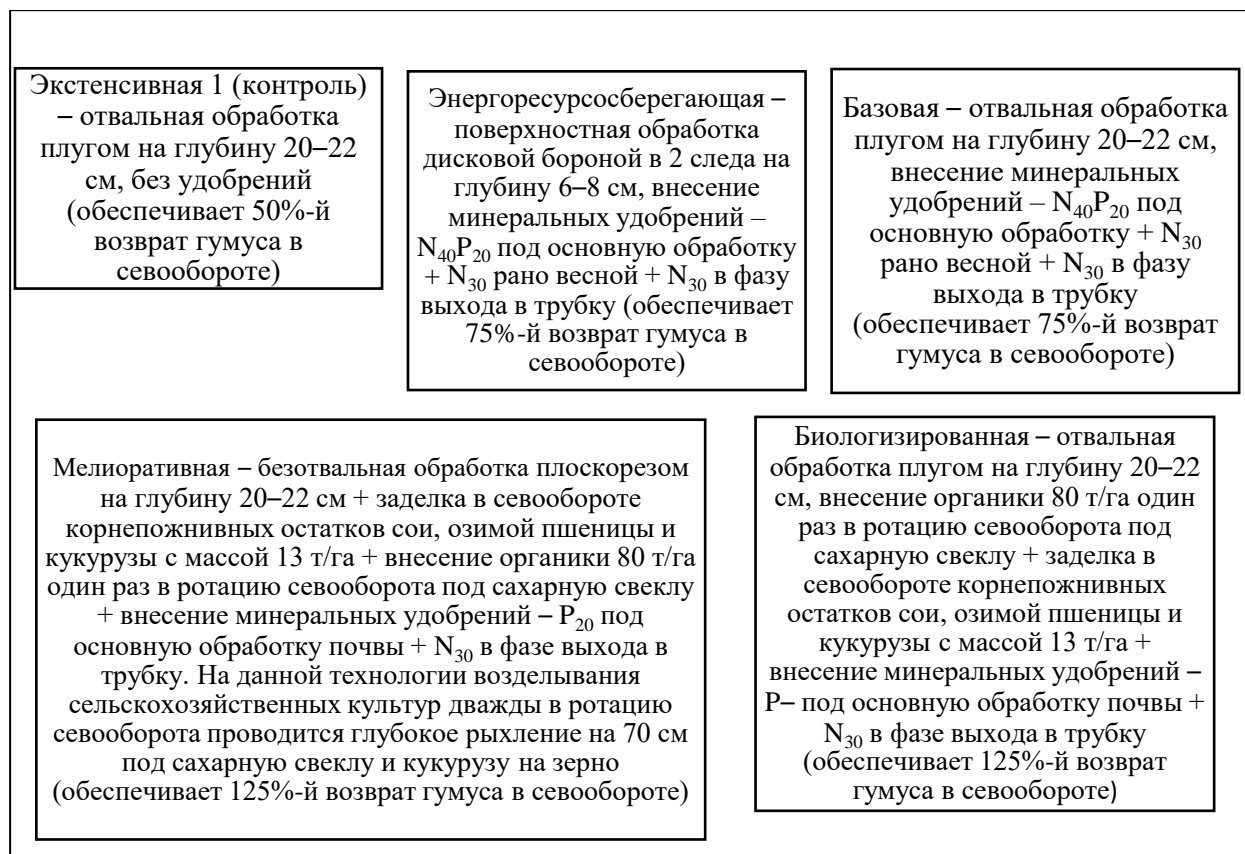 Экстенсивная 1 (контроль)
– отвальная обработка
плугом на глубину 20–22
см, без удобрений
(обеспечивает 50%-й
возврат гумуса в
севообороте)
Энергоресурсосберегающая –
поверхностная обработка
дисковой бороной в 2 следа на
глубину 6–8 см, внесение
минеральных удобрений –
N₄₀P₂₀ под основную обработку
+ N₃₀ рано весной + N₃₀ в фазу
выхода в трубку (обеспечивает
75%-й возврат гумуса в
севообороте)
Базовая – отвальная обработка
плугом на глубину 20–22 см,
внесение минеральных
удобрений – N₄₀P₂₀ под
основную обработку + N₃₀
рано весной + N₃₀ в фазу
выхода в трубку
(обеспечивает 75%-й возврат
гумуса в севообороте)
Мелиоративная – безотвальная обработка плоскорезом
на глубину 20–22 см + заделка в севообороте
корнепожнивных остатков сои, озимой пшеницы и
кукурузы с массой 13 т/га + внесение органики 80 т/га
один раз в ротацию севооборота под сахарную свеклу
+ внесение минеральных удобрений – P₂₀ под
основную обработку почвы + N₃₀ в фазе выхода в
трубку. На данной технологии возделывания
сельскохозяйственных культур дважды в ротацию
севооборота проводится глубокое рыхление на 70 см
под сахарную свеклу и кукурузу на зерно
(обеспечивает 125%-й возврат гумуса в севообороте)
Биологизированная – отвальная
обработка плугом на глубину 20–22
см, внесение органики 80 т/га один
раз в ротацию севооборота под
сахарную свеклу + заделка в
севообороте корнепожнивных
остатков сои, озимой пшеницы и
кукурузы с массой 13 т/га +
внесение минеральных удобрений –
P– под основную обработку почвы +
N₃₀ в фазе выхода в трубку
(обеспечивает 125%-й возврат
гумуса в севообороте)